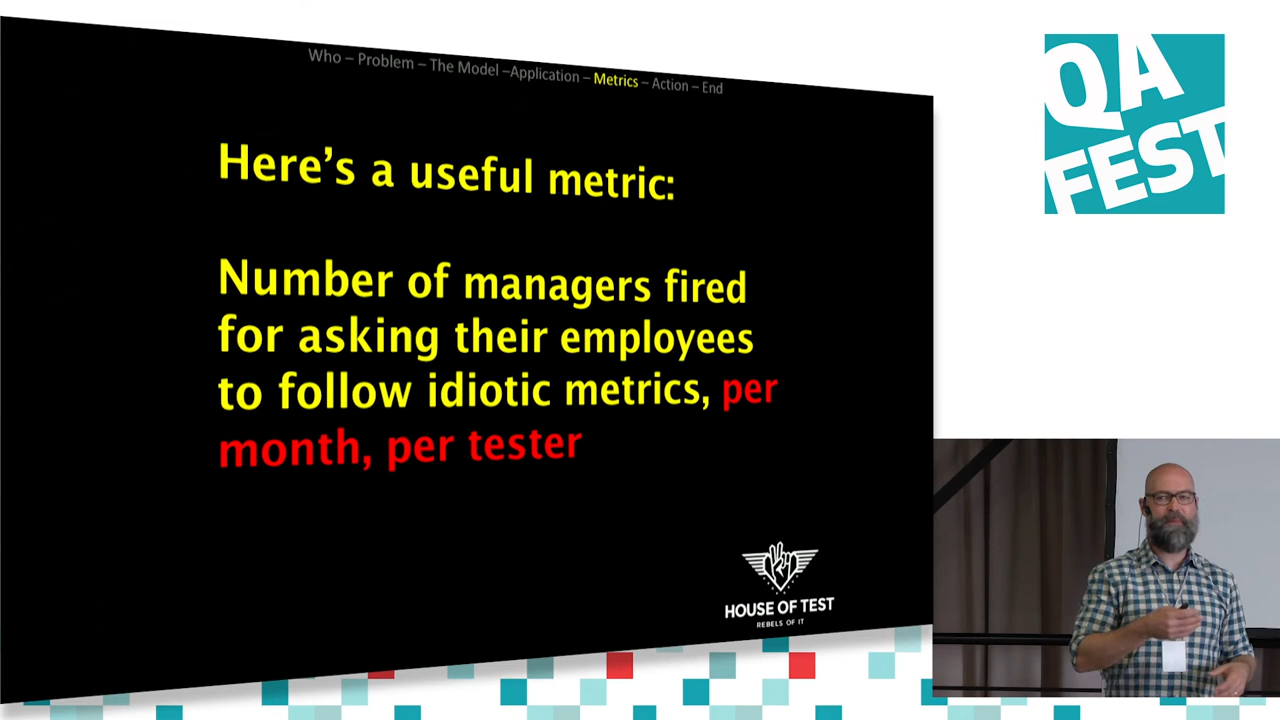 Who – Problem – The Model –Application – Metrics – Action – End
Here’s a useful metric:
Number of managers fired
for asking their employees
to follow idiotic metrics, per
month, per tester
HOUSE OF TEST
REBELS OF IT
QA
FEST